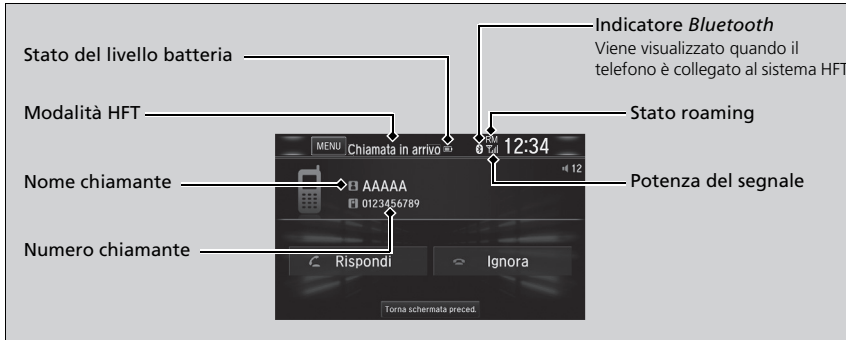 Indicatore Bluetooth
Viene visualizzato quando il
telefono è collegato al sistema HFT
Stato del livello batteria
Modalità HFT
Stato roaming
MENU Chiamata in arrivo RM 12:34
12
Nome chiamante
AAAAA
Potenza del segnale
0123456789
Numero chiamante
Rispondi Ignora
Torna schermata preced.